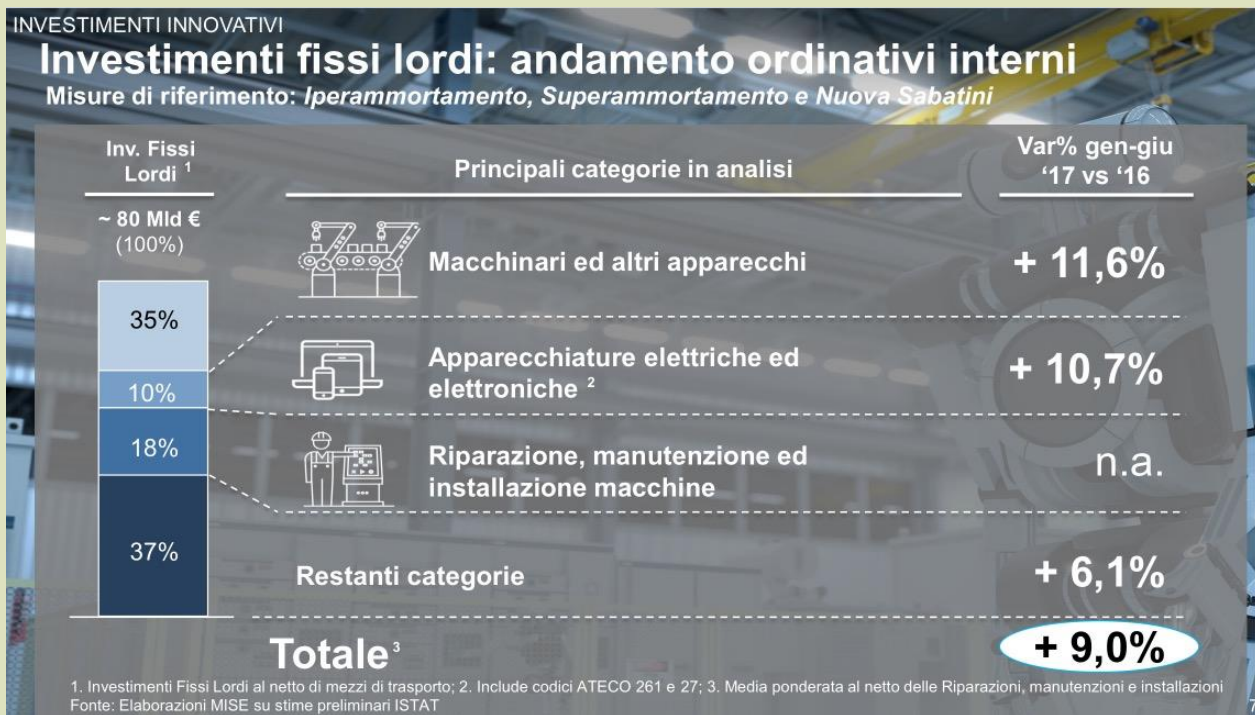 INVESTIMENTI INNOVATIVI
Investimenti fissi lordi: andamento ordinativi interni
Misure di riferimento: Iperammortamento, Superammortamento e Nuova Sabatini
Inv. Fissi
Lordi 1
~ 80 Mld €
(100%)
Principali categorie in analisi
Var% gen-giu
‘17 vs ‘16
35%
Macchinari ed altri apparecchi
+ 11,6%
10%
Apparecchiature elettriche ed
elettroniche 2
+ 10,7%
18%
Riparazione, manutenzione ed
installazione macchine
n.a.
37%
Restanti categorie
+ 6,1%
Totale 3
+ 9,0%
1. Investimenti Fissi Lordi al netto di mezzi di trasporto; 2. Include codici ATECO 261 e 27; 3. Media ponderata al netto delle Riparazioni, manutenzioni e installazioni
Fonte: Elaborazioni MISE su stime preliminari ISTAT
7